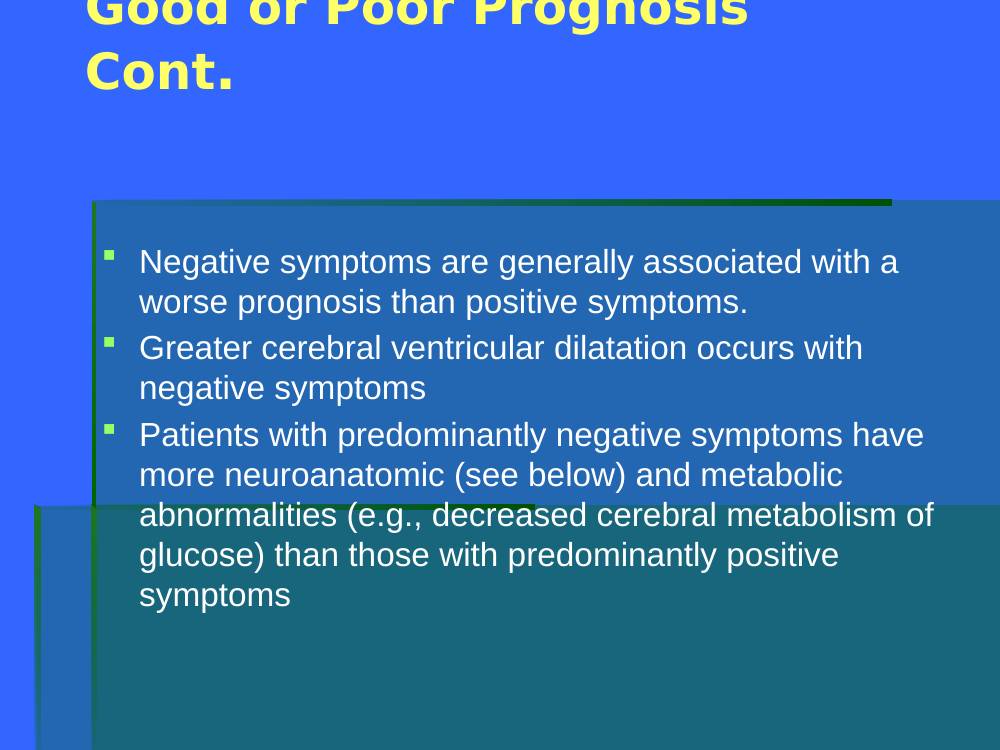 Good or Poor Prognosis
Cont.
Negative symptoms are generally associated with a
worse prognosis than positive symptoms.
Greater cerebral ventricular dilatation occurs with
negative symptoms
Patients with predominantly negative symptoms have
more neuroanatomic (see below) and metabolic
abnormalities (e.g., decreased cerebral metabolism of
glucose) than those with predominantly positive
symptoms